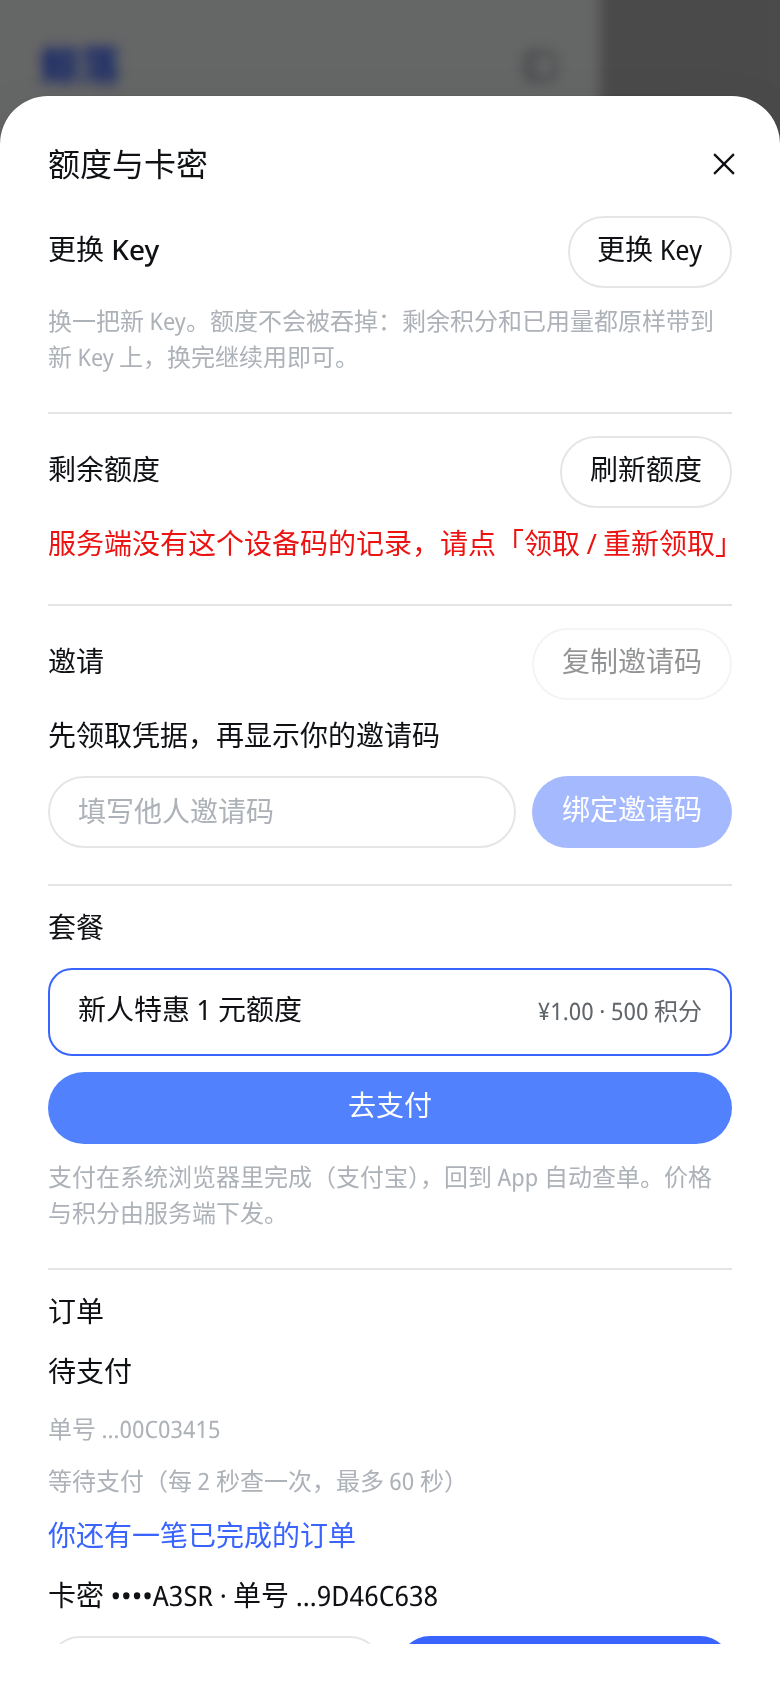 额度与卡密
更换 Key
更换 Key
换一把新 Key。额度不会被吞掉：剩余积分和已用量都原样带到
新 Key 上，换完继续用即可。
剩余额度
刷新额度
服务端没有这个设备码的记录，请点「领取 / 重新领取」
邀请
复制邀请码
先领取凭据，再显示你的邀请码
填写他人邀请码
绑定邀请码
套餐
新人特惠 1 元额度
¥1.00 · 500 积分
去支付
支付在系统浏览器里完成（支付宝），回到 App 自动查单。价格
与积分由服务端下发。
订单
待支付
单号 …00C03415
等待支付（每 2 秒查一次，最多 60 秒）
你还有一笔已完成的订单
卡密 ••••A3SR · 单号 …9D46C638